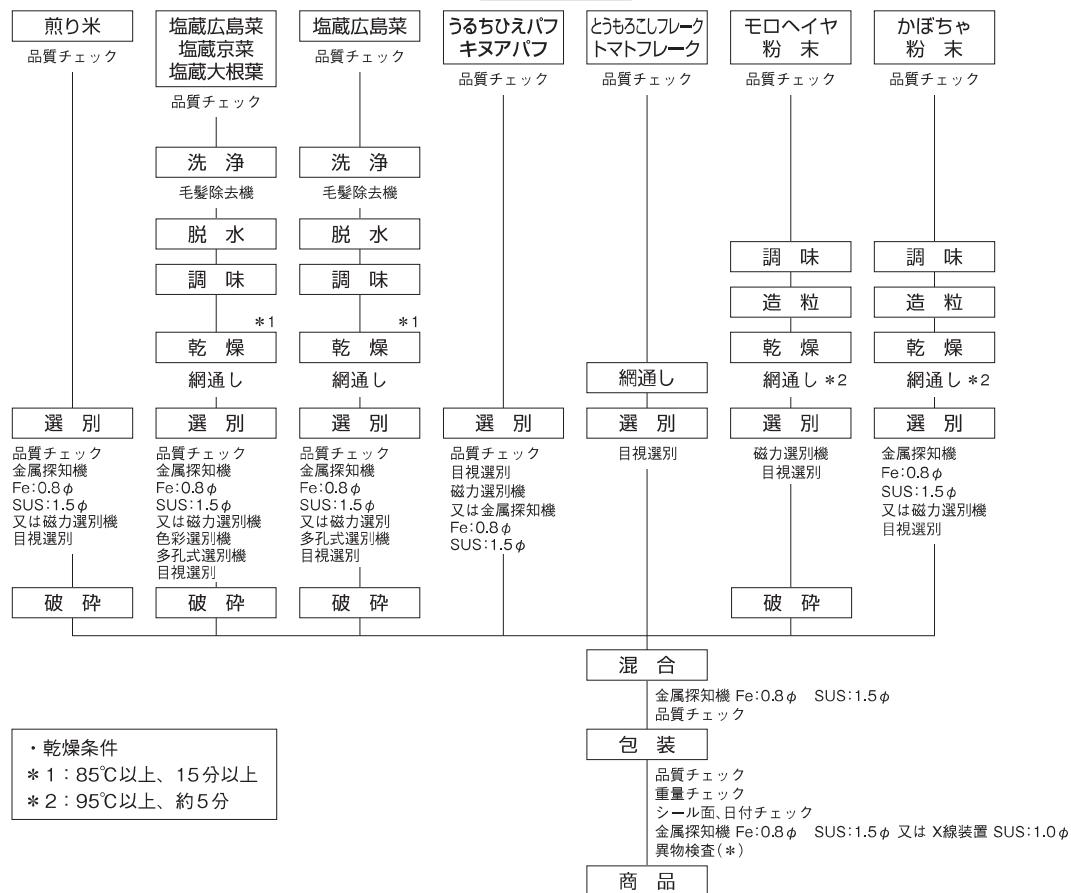 煎り米
品質チェック
選別
品質チェック
金属探知機
Fe:0.8φ
SUS:1.5φ
又は磁力選別機
目視選別
破砕
塩蔵広島菜
塩蔵京菜
塩蔵大根葉
品質チェック
洗浄
毛髪除去機
脱水
調味
*1
乾燥
網通し
選別
品質チェック
金属探知機
Fe:0.8φ
SUS:1.5φ
又は磁力選別機
色彩選別機
多孔式選別機
目視選別
破砕
塩蔵広島菜
品質チェック
洗浄
毛髪除去機
脱水
調味
*1
乾燥
網通し
選別
品質チェック
金属探知機
Fe:0.8φ
SUS:1.5φ
又は磁力選別
多孔式選別機
目視選別
破砕
うるちひえパフ
キヌアパフ
品質チェック
選別
品質チェック
目視選別
磁力選別機
又は金属探知機
Fe:0.8φ
SUS:1.5φ
とうもろこしフレーク
トマトフレーク
品質チェック
網通し
選別
目視選別
モロヘイヤ
粉末
品質チェック
調味
造粒
乾燥
網通し *2
選別
磁力選別機
目視選別
破砕
かぼちゃ
粉末
品質チェック
調味
造粒
乾燥
網通し *2
選別
金属探知機
Fe:0.8φ
SUS:1.5φ
又は磁力選別機
目視選別
混合
金属探知機 Fe:0.8φ SUS:1.5φ
品質チェック
包装
品質チェック
重量チェック
シール面、日付チェック
金属探知機 Fe:0.8φ SUS:1.5φ 又は X線装置 SUS:1.0φ
異物検査(*)
商品
・乾燥条件
*1:85℃以上、15分以上
*2:95℃以上、約5分